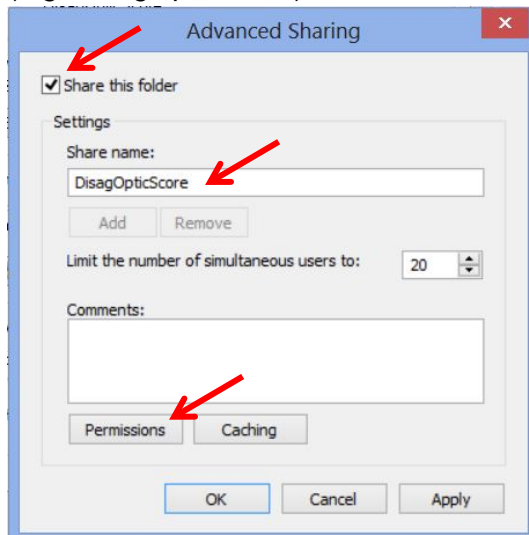 Advanced Sharing
Share this folder
Settings
Share name:
DisagOpticScore
Add Remove
Limit the number of simultaneous users to: 20
Comments:
Permissions Caching
OK Cancel Apply